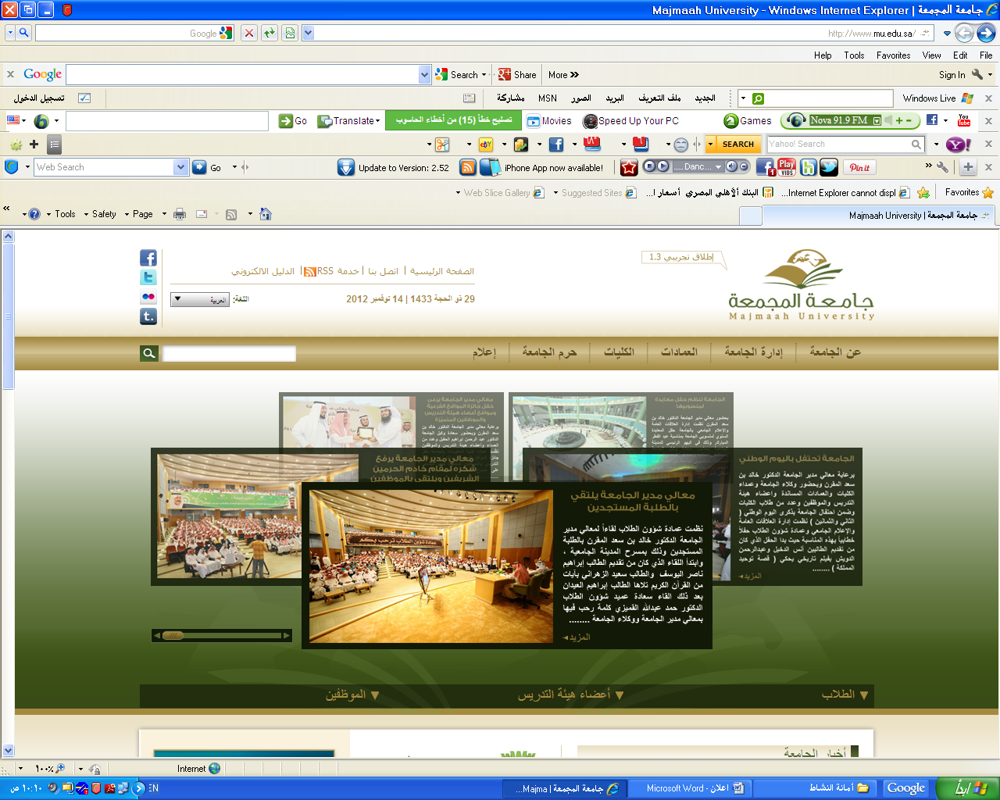 جامعة المجمعة | Majmaah University - Windows Internet Explorer
http://www.mu.edu.sa/
Google
File Edit View Favorites Tools Help
Google
Search
Share
More »
Sign In
Windows Live
الجديد ملف التعريف البريد الصور MSN مشاركة
تسجيل الدخول
Go
Translate
تصليح خطأ (15) من أخطاء الحاسوب
Movies
Speed Up Your PC
Games
Nova 91.9 FM
You Tube
SEARCH
Yahoo! Search
Web Search
Go
Update to Version: 2.52
iPhone App now available!
......Danc...
Play VIDS
Pin it
Favorites
Internet Explorer cannot displ...
البنك الأهلي المصري أسعار ا...
Suggested Sites
Web Slice Gallery
جامعة المجمعة | Majmaah University
Page Safety Tools
إطلاق تجريبي 1.3
جامعة المجمعة
Majmaah University
الصفحة الرئيسية | اتصل بنا | خدمة RSS | الدليل الالكتروني
29 ذو الحجة 1433 | 14 نوفمبر 2012
اللغة: العربية
عن الجامعة
إدارة الجامعة
العمادات
الكليات
حرم الجامعة
إعلام
الجامعة تنظم حفل معايدة لمنسوبيها
معالي مدير الجامعة يرعى حفل جائزة المواقع الفرعية ومواقع أعضاء هيئة التدريس والموظفين المتميزة
الجامعة تحتفل باليوم الوطني
برعاية معالي مدير الجامعة الدكتور خالد بن
سعد المقرن وبحضور وكلاء الجامعة وعمداء
الكليات والعمادات المساندة واعضاء هيئة
التدريس والموظفين وعدد من طلاب الكليات
وضمن احتفال الجامعة بذكرى اليوم الوطني (
الثاني والثمانين ) نظمت إدارة العلاقات العامة
والإعلام الجامعي وعمادة شؤون الطلاب حفلاً
خطابياً بهذه المناسبة حيث بدا الحفل الذي كان
من تقديم الطالبين أنس الدخيل وعبدالرحمن
الدويش بفيلم تاريخي يحكي ( قصة توحيد
المملكة ) ........
المزيد
معالي مدير الجامعة يرفع
شكره لمقام خادم الحرمين
الشريفين ويلتقي بالموظفين
معالي مدير الجامعة يلتقي
بالطلبة المستجدين
نظمت عمادة شؤون الطلاب لقاءاً لمعالي مدير
الجامعة الدكتور خالد بن سعد المقرن بالطلبة
المستجدين وذلك بمسرح المدينة الجامعية ،
وابتدأ اللقاء الذي كان من تقديم الطالب إبراهيم
ناصر اليوسف والطالب سعيد الزهراني بآيات
من القرآن الكريم تلاها الطالب إبراهيم العيدان
بعد ذلك القاء سعادة عميد شؤون الطلاب
الدكتور حمد عبدالله القميزي كلمة رحب فيها
بمعالي مدير الجامعة ووكلاء الجامعة ........
المزيد
عمادة شؤون الطلاب ترحب بكم
الطلاب
أعضاء هيئة التدريس
الموظفين
أخبار الجامعة
Internet
١٠٠%
ابدأ
Google
أمانة النشاط
اعلان - Microsoft Word
جامعة المجمعة | Majma...
EN
١٠:١٠ ص